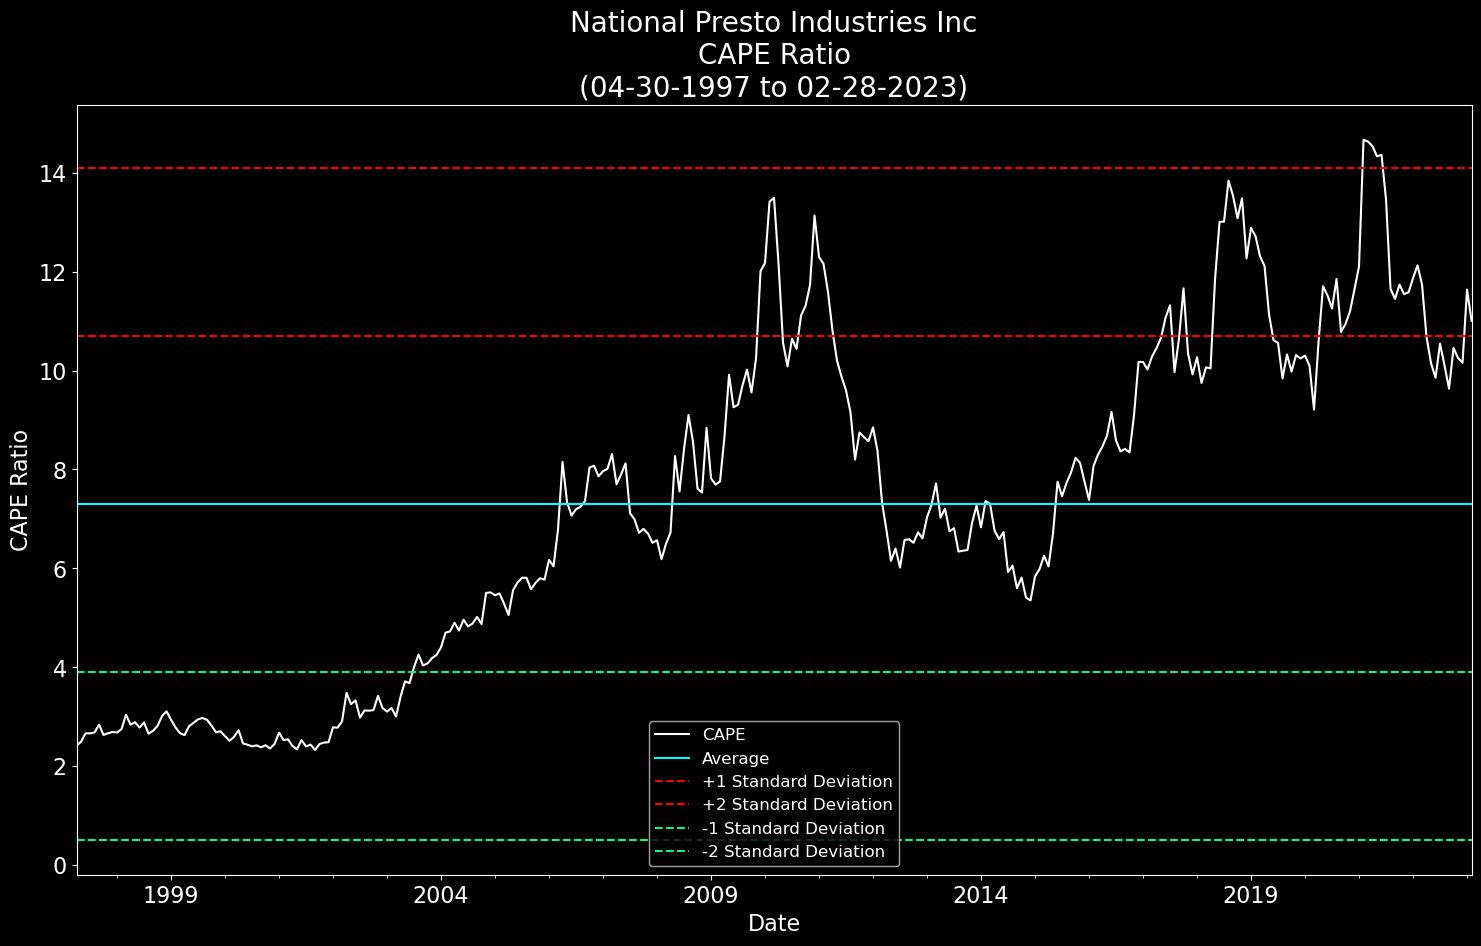 National Presto Industries Inc
CAPE Ratio
(04-30-1997 to 02-28-2023)
CAPE Ratio
14
12
10
8
6
4
2
0
CAPE
Average
+1 Standard Deviation
+2 Standard Deviation
-1 Standard Deviation
-2 Standard Deviation
1999
2004
2009
2014
2019
Date